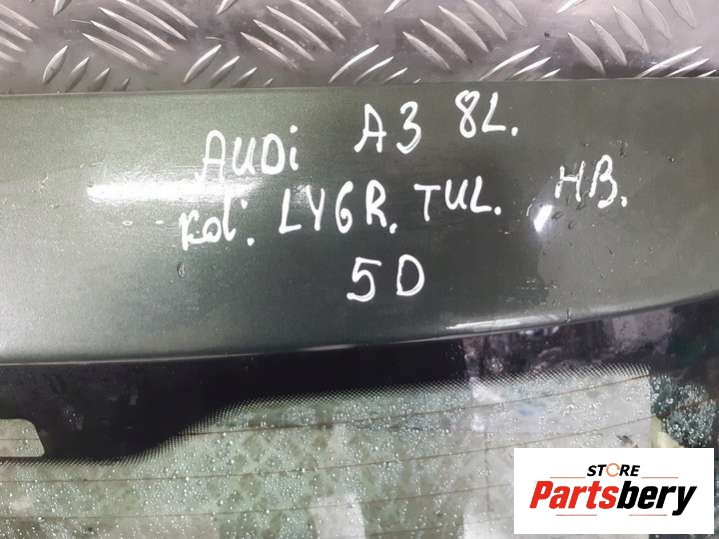 AUDi A3 8L.
Kol: LY6R. TUL. HB.
5D
STORE
Partsbery